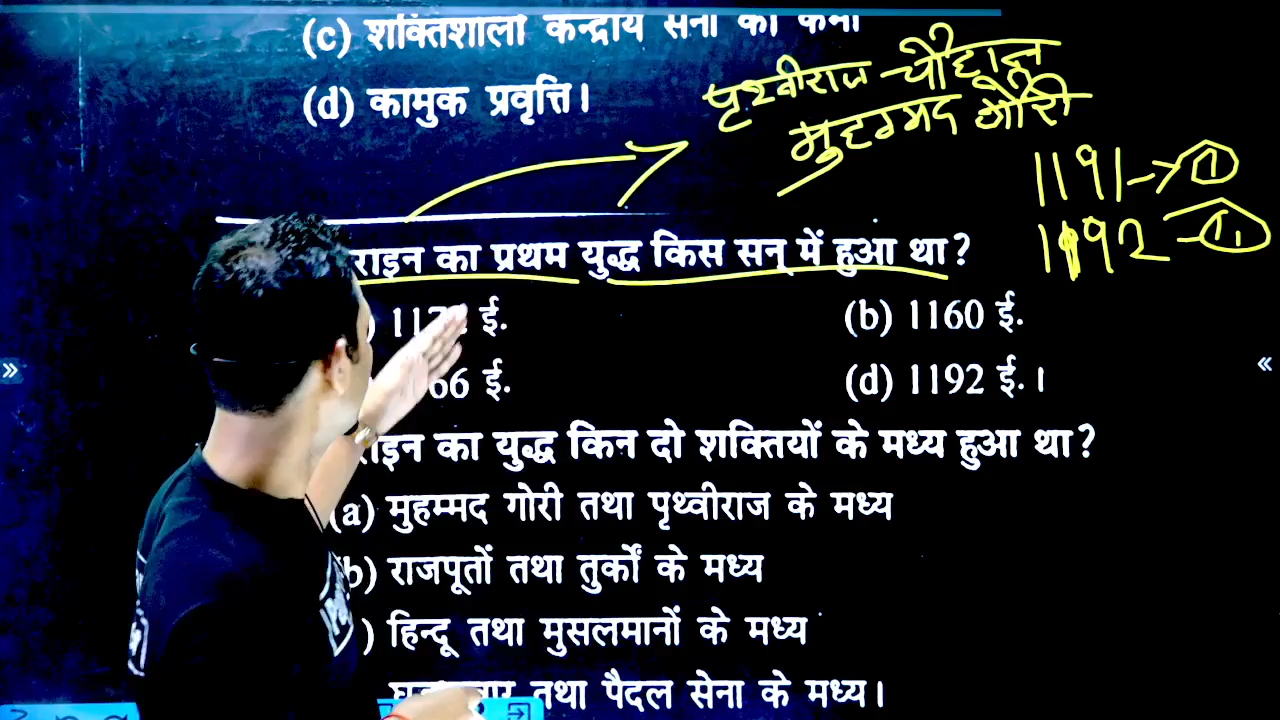 (c) शक्तिशाली केन्द्रीय सेना की कमी
(d) कामुक प्रवृत्ति।
पृथ्वीराज चौहान
मुहम्मद गौरी
1191 → 1
1192 –
राइन का प्रथम युद्ध किस सन् में हुआ था?
ई.
(b) 1160 ई.
66 ई.
(d) 1192 ई.।
राइन का युद्ध किन दो शक्तियों के मध्य हुआ था?
(a) मुहम्मद गोरी तथा पृथ्वीराज के मध्य
b) राजपूतों तथा तुर्कों के मध्य
) हिन्दू तथा मुसलमानों के मध्य
तथा पैदल सेना के मध्य।